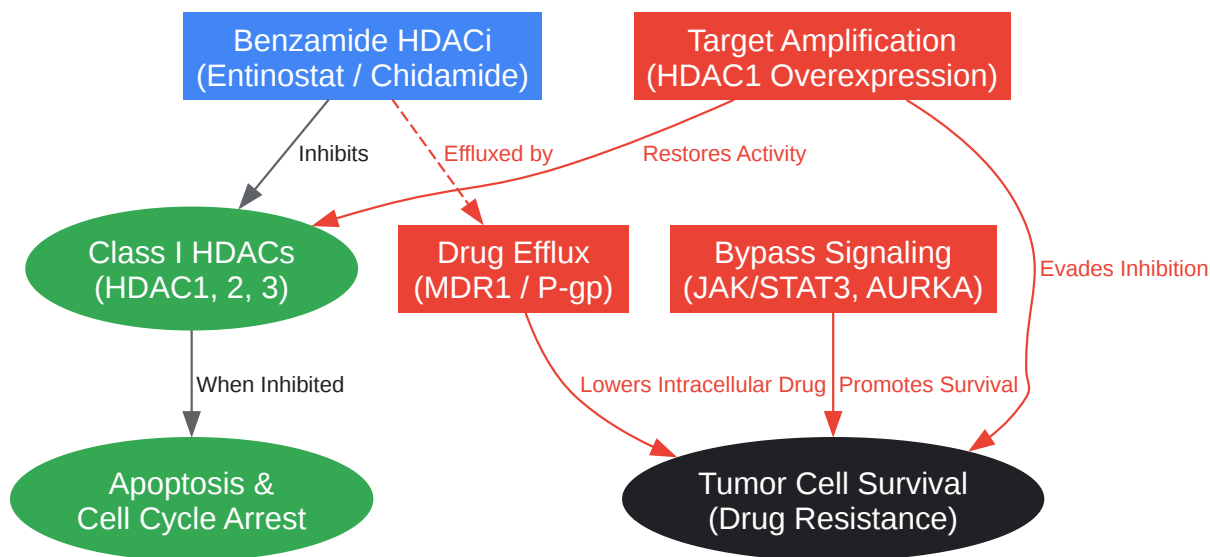 Benzamide HDACi
(Entinostat / Chidamide)
Target Amplification
(HDAC1 Overexpression)
Inhibits
Effluxed by
Restores Activity
Class I HDACs
(HDAC1, 2, 3)
Drug Efflux
(MDR1 / P-gp)
Bypass Signaling
(JAK/STAT3, AURKA)
Evades Inhibition
When Inhibited
Lowers Intracellular Drug
Promotes Survival
Apoptosis &
Cell Cycle Arrest
Tumor Cell Survival
(Drug Resistance)